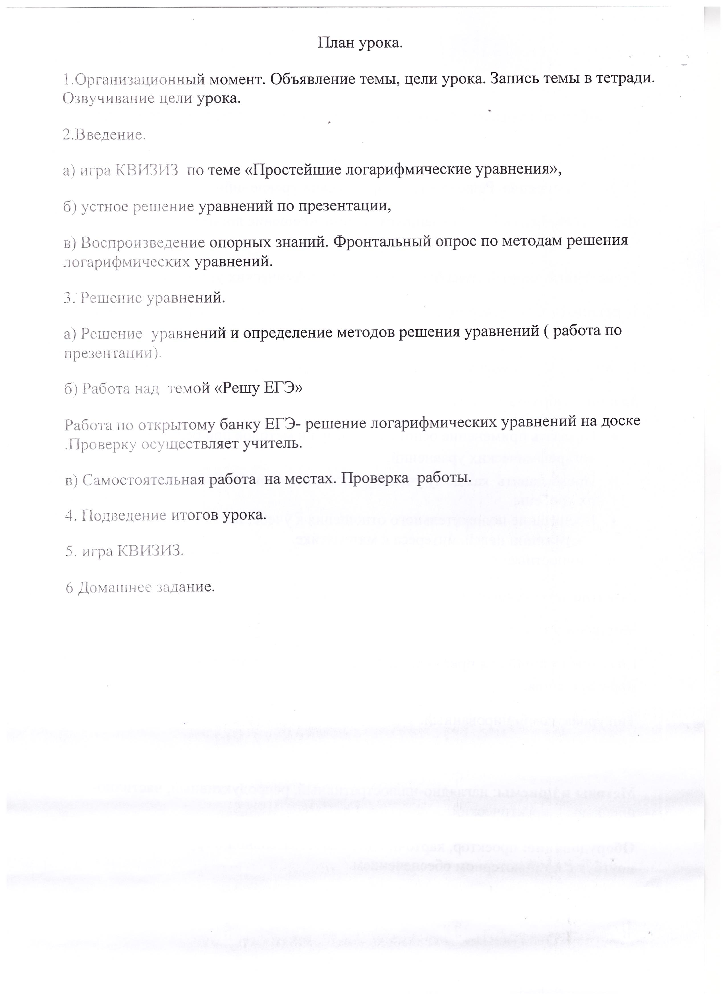 План урока.
1.Организационный момент. Объявление темы, цели урока. Запись темы в тетради.
Озвучивание цели урока.
2.Введение.
а) игра КВИЗИЗ по теме «Простейшие логарифмические уравнения»,
б) устное решение уравнений по презентации,
в) Воспроизведение опорных знаний. Фронтальный опрос по методам решения
логарифмических уравнений.
3. Решение уравнений.
а) Решение уравнений и определение методов решения уравнений ( работа по
презентации).
б) Работа над темой «Решу ЕГЭ»
Работа по открытому банку ЕГЭ- решение логарифмических уравнений на доске
.Проверку осуществляет учитель.
в) Самостоятельная работа на местах. Проверка работы.
4. Подведение итогов урока.
5. игра КВИЗИЗ.
6 Домашнее задание.